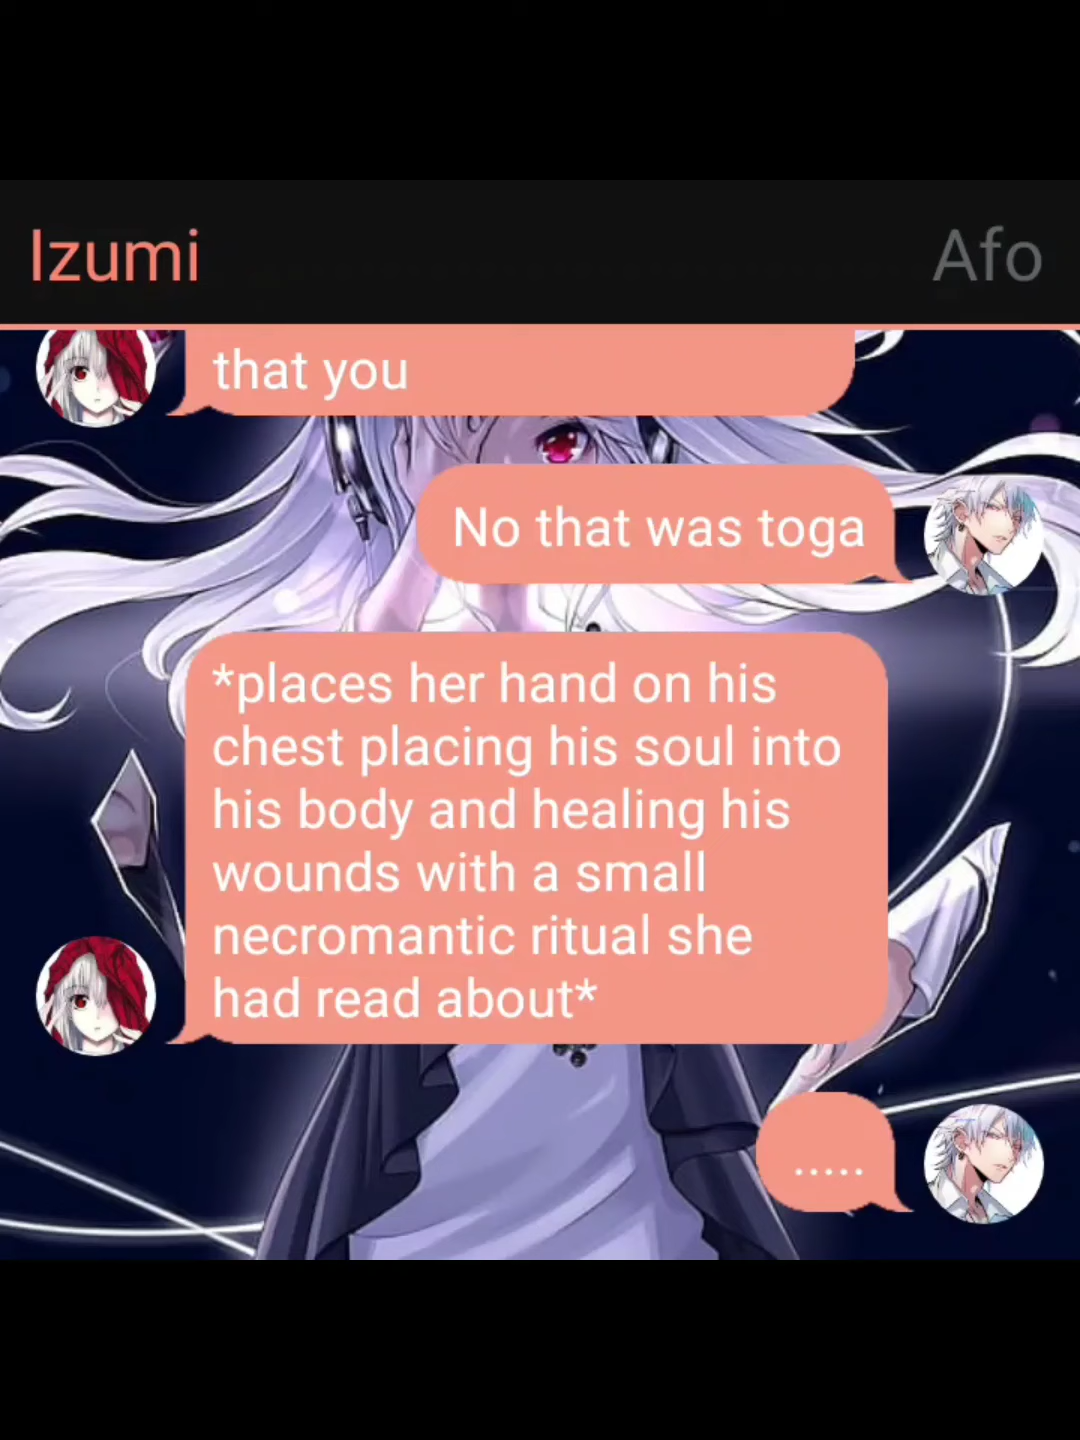 Izumi
Afo
that you
No that was toga
*places her hand on his
chest placing his soul into
his body and healing his
wounds with a small
necromantic ritual she
had read about*
.....